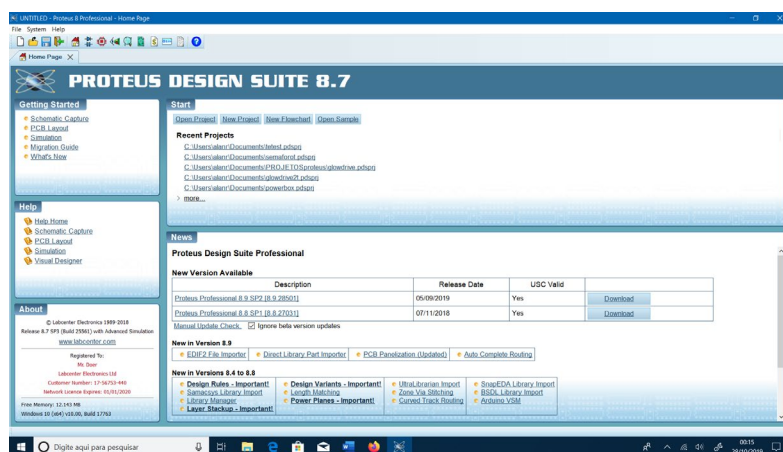 UNTITLED - Proteus 8 Professional - Home Page
File System Help
Home Page
PROTEUS DESIGN SUITE 8.7
Getting Started
Schematic Capture
PCB Layout
Simulation
Migration Guide
What's New
Help
Help Home
Schematic Capture
PCB Layout
Simulation
Visual Designer
About
© Labcenter Electronics 1989-2018
Release 8.7 SP3 (Build 25561) with Advanced Simulation
www.labcenter.com
Registered To:
Labcenter Electronics Ltd
Customer Number: 17-56753-446
Network Licence Expires: 01/01/2020
Free Memory: 12.143 MB
Windows 10 (x64) v10.00, Build 17763
Start
Open Project New Project New Flowchart Open Sample
Recent Projects
C:\Users\alanr\Documents\tetest.pdsprj
C:\Users\alanr\Documents\semaforot.pdsprj
C:\Users\alanr\Documents\PROJETOSproteus\glowdrive.pdsprj
C:\Users\alanr\Documents\glowdrive2t.pdsprj
C:\Users\alanr\Documents\powerbox.pdsprj
> more...
News
Proteus Design Suite Professional
New Version Available
Description Release Date USC Valid
Proteus Professional 8.9 SP2 [8.9.28501] 05/09/2019 Yes Download
Proteus Professional 8.8 SP1 [8.8.27031] 07/11/2018 Yes Download
Manual Update Check Ignore beta version updates
New in Version 8.9
EDIF2 File Importer Direct Library Part Importer PCB Panelization (Updated) Auto Complete Routing
New in Versions 8.4 to 8.8
Design Rules - Important! Design Variants - Important! UltraLibrarian Import SnapEDA Library Import
Samacsys Library Import Length Matching Zone Via Stitching BSDL Library Import
Library Manager Power Planes - Important! Curved Track Routing Arduino VSM
Layer Stackup - Important!
Digite aqui para pesquisar
00:15
28/10/2019